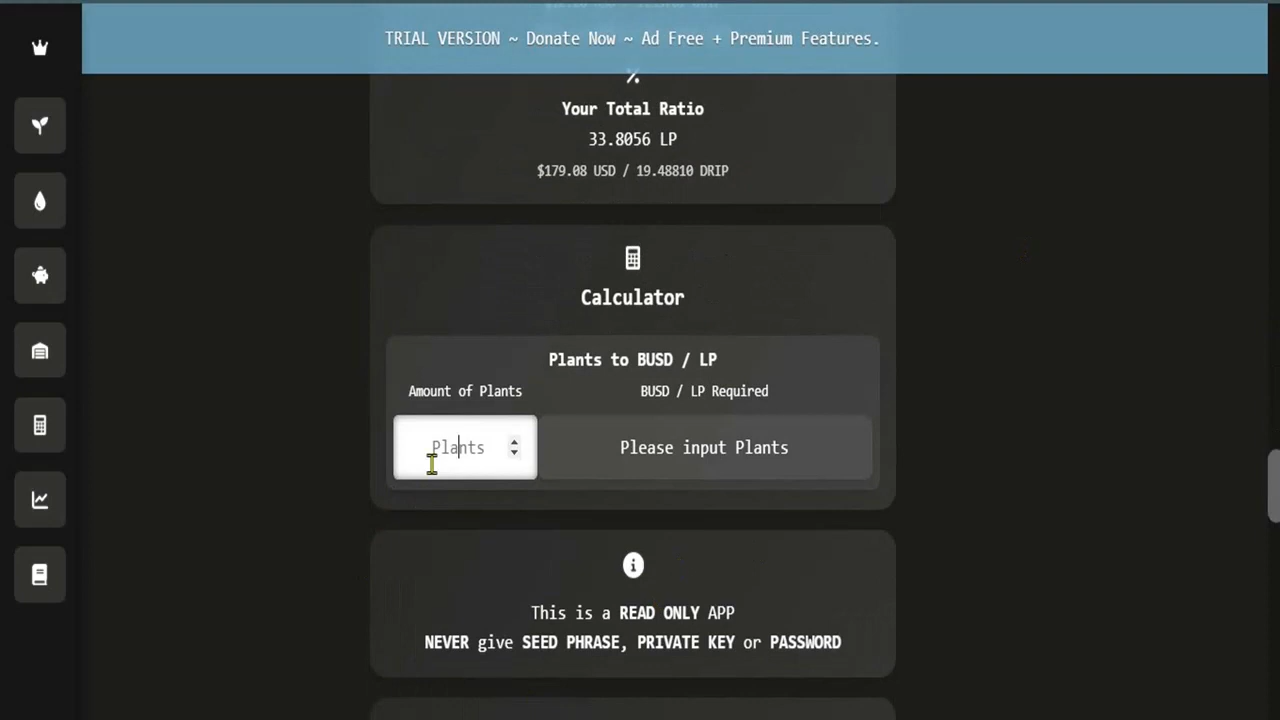 TRIAL VERSION ~ Donate Now ~ Ad Free + Premium Features.
Your Total Ratio
33.8056 LP
$179.08 USD / 19.48810 DRIP
Calculator
Plants to BUSD / LP
Amount of Plants
BUSD / LP Required
Plants
Please input Plants
This is a READ ONLY APP
NEVER give SEED PHRASE, PRIVATE KEY or PASSWORD